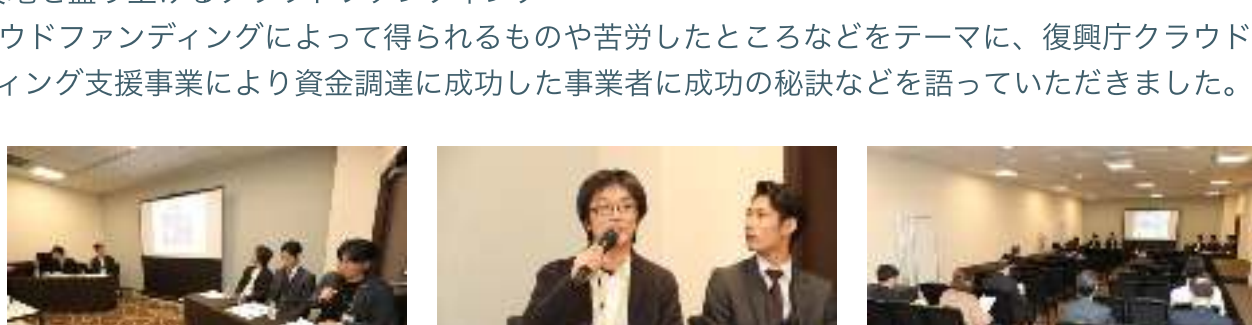 ウドファンディングによって得られるものや苦労したところなどをテーマに、復興庁クラウド
ィング支援事業により資金調達に成功した事業者に成功の秘訣などを語っていただきました。